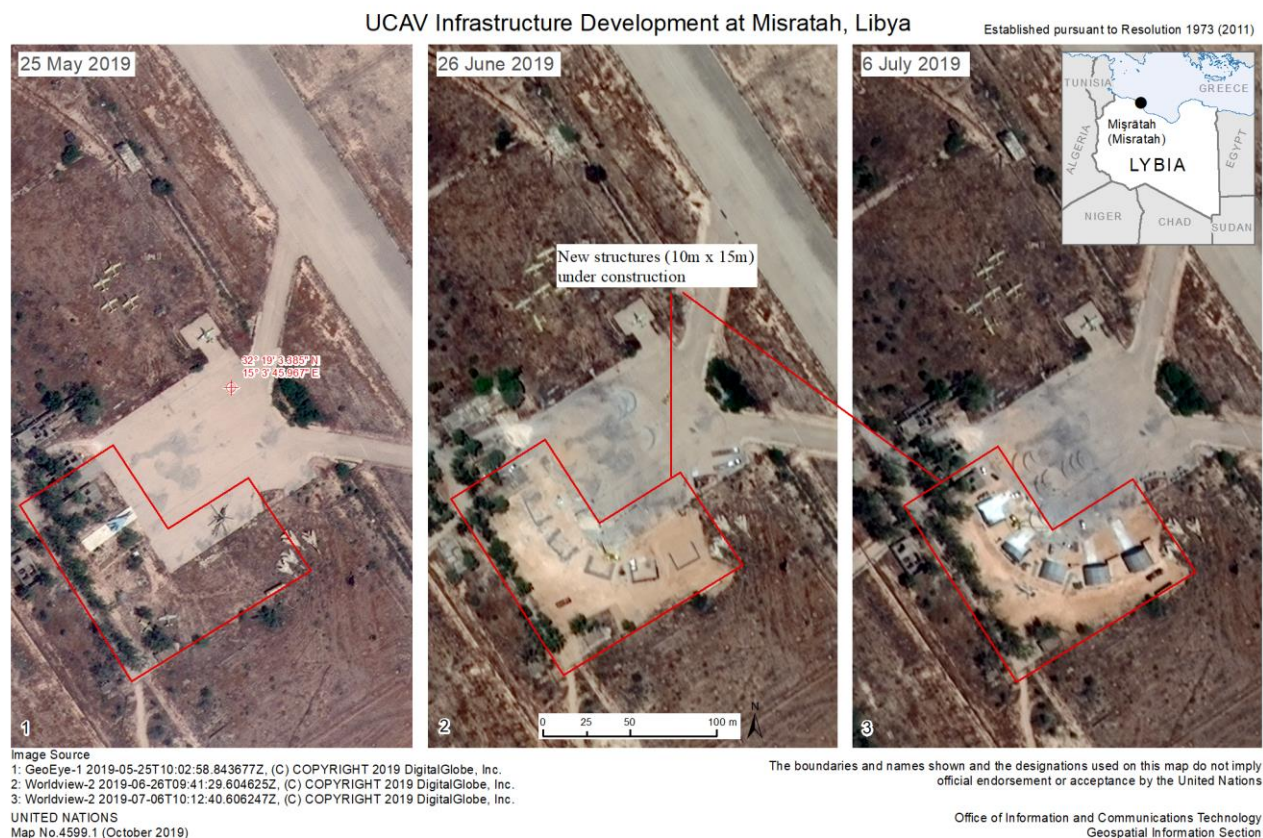 UCAV Infrastructure Development at Misratah, Libya
Established pursuant to Resolution 1973 (2011)
25 May 2019
26 June 2019
6 July 2019
TUNISIA
GREECE
Miṣrātah
(Misratah)
ALGERIA
LYBIA
EGYPT
NIGER
CHAD
SUDAN
New structures (10m x 15m)
under construction
32° 19' 3.385" N
15° 3' 45.967" E
1
2
0 25 50 100 m
N
3
Image Source
1: GeoEye-1 2019-05-25T10:02:58.843677Z, (C) COPYRIGHT 2019 DigitalGlobe, Inc.
2: Worldview-2 2019-06-26T09:41:29.604625Z, (C) COPYRIGHT 2019 DigitalGlobe, Inc.
3: Worldview-2 2019-07-06T10:12:40.606247Z, (C) COPYRIGHT 2019 DigitalGlobe, Inc.
UNITED NATIONS
Map No.4599.1 (October 2019)
The boundaries and names shown and the designations used on this map do not imply
official endorsement or acceptance by the United Nations
Office of Information and Communications Technology
Geospatial Information Section